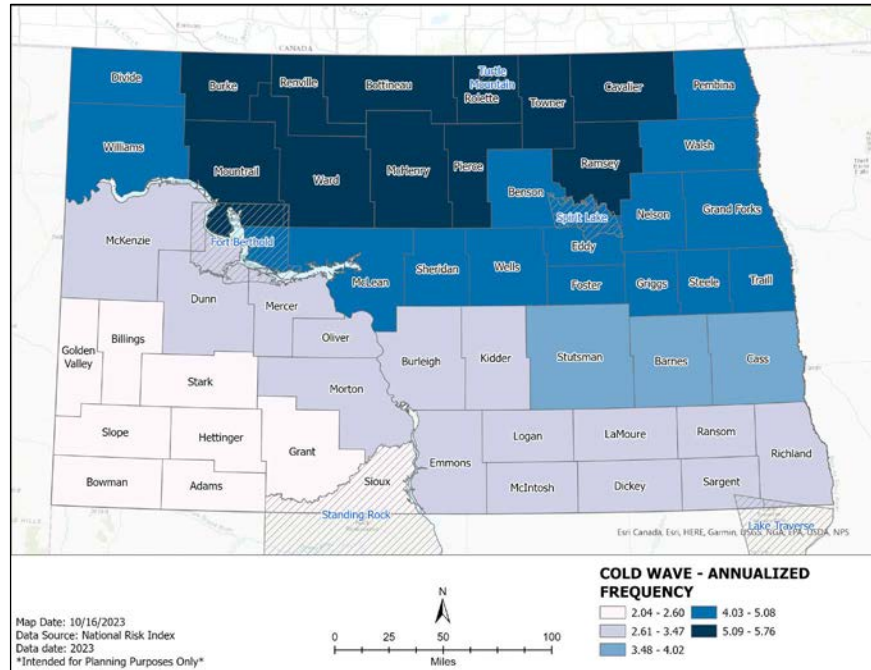 CANADA
Divide
Burke
Renville
Bottineau
Turtle
Mountain
Rolette
Towner
Cavalier
Pembina
Williams
Mountrail
Ward
McHenry
Pierce
Ramsey
Walsh
Benson
Spirit Lake
Nelson
Grand Forks
McKenzie
Fort Berthold
McLean
Sheridan
Wells
Eddy
Foster
Griggs
Steele
Traill
Dunn
Mercer
Oliver
Golden
Valley
Billings
Stark
Morton
Burleigh
Kidder
Stutsman
Barnes
Cass
Slope
Hettinger
Grant
Emmons
Logan
LaMoure
Ransom
Richland
Bowman
Adams
Sioux
McIntosh
Dickey
Sargent
Standing Rock
Lake Traverse
Esri Canada, Esri, HERE, Garmin, USGS, NGA, EPA, USDA, NPS
COLD WAVE - ANNUALIZED
FREQUENCY
2.04 - 2.60
4.03 - 5.08
2.61 - 3.47
5.09 - 5.76
3.48 - 4.02
N
0 25 50 100
Miles
Map Date: 10/16/2023
Data Source: National Risk Index
Data date: 2023
*Intended for Planning Purposes Only*